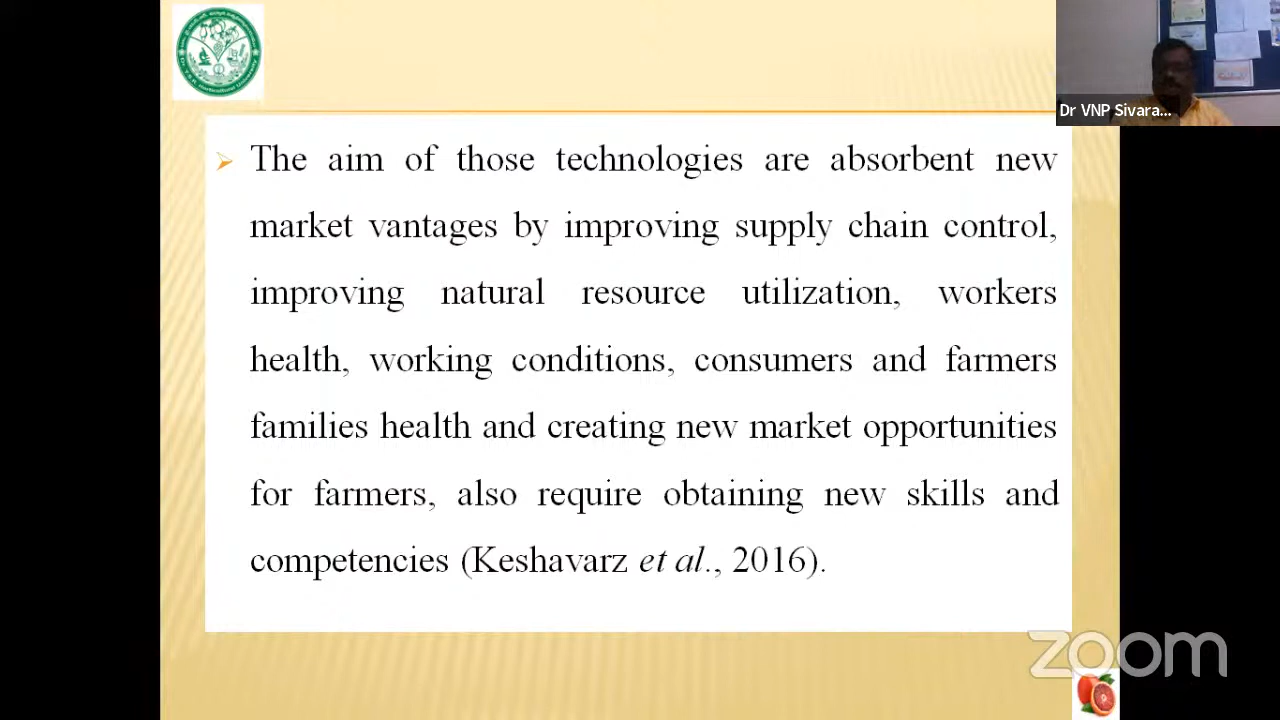 Dr VNP Sivara...
The aim of those technologies are absorbent new
market vantages by improving supply chain control,
improving natural resource utilization, workers
health, working conditions, consumers and farmers
families health and creating new market opportunities
for farmers, also require obtaining new skills and
competencies (Keshavarz et al., 2016).
zoom